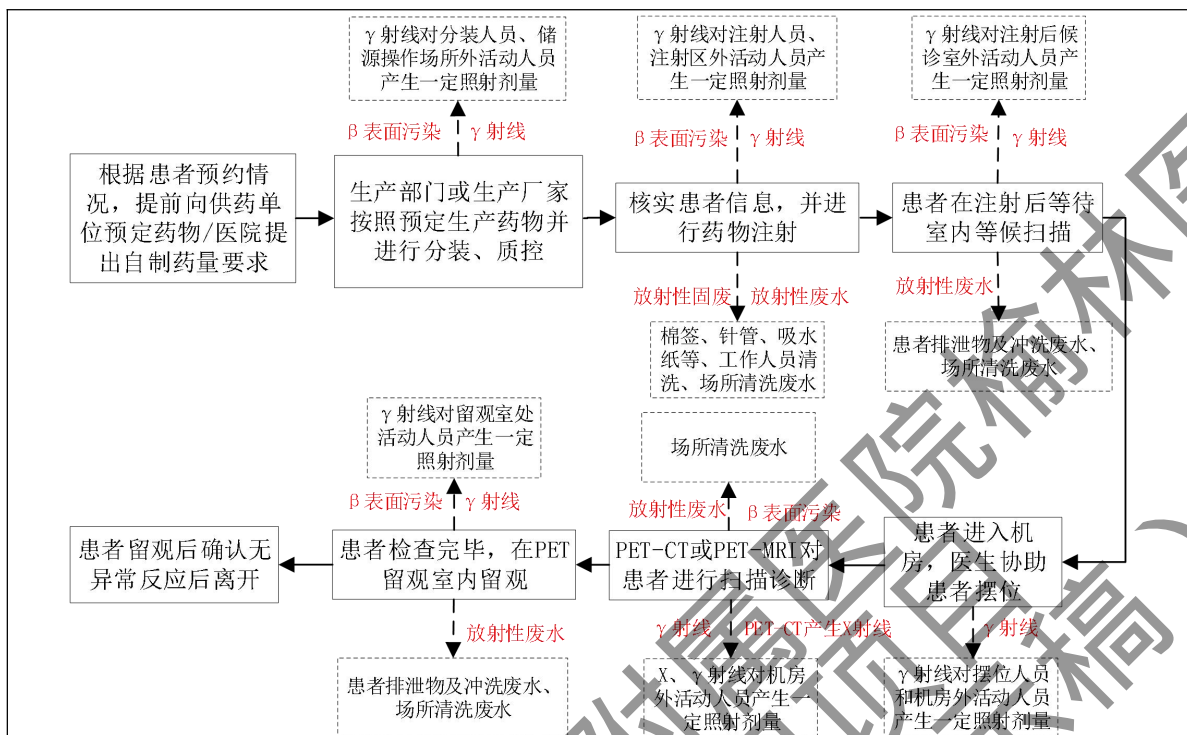 γ射线对分装人员、储
源操作场所外活动人员
产生一定照射剂量
γ射线对注射人员、
注射区外活动人员产
生一定照射剂量
γ射线对注射后候
诊室外活动人员产
生一定照射剂量
β表面污染
γ射线
β表面污染
γ射线
β表面污染
γ射线
根据患者预约情
况，提前向供药单
位预定药物/医院提
出自制药量要求
生产部门或生产厂家
按照预定生产药物并
进行分装、质控
核实患者信息，并进
行药物注射
患者在注射后等待
室内等候扫描
放射性固废
放射性废水
放射性废水
棉签、针管、吸水
纸等、工作人员清
洗、场所清洗废水
患者排泄物及冲洗废水、
场所清洗废水
γ射线对留观室处
活动人员产生一定
照射剂量
场所清洗废水
β表面污染
γ射线
放射性废水
β表面污染
患者留观后确认无
异常反应后离开
患者检查完毕，在PET
留观室内留观
PET-CT或PET-MRI对
患者进行扫描诊断
患者进入机
房，医生协助
患者摆位
放射性废水
γ射线
PET-CT产生X射线
γ射线
患者排泄物及冲洗废水、
场所清洗废水
X、γ射线对机房
外活动人员产生一
定照射剂量
γ射线对摆位人员
和机房外活动人员
产生一定照射剂量
附属医院榆林医
项目
稿）